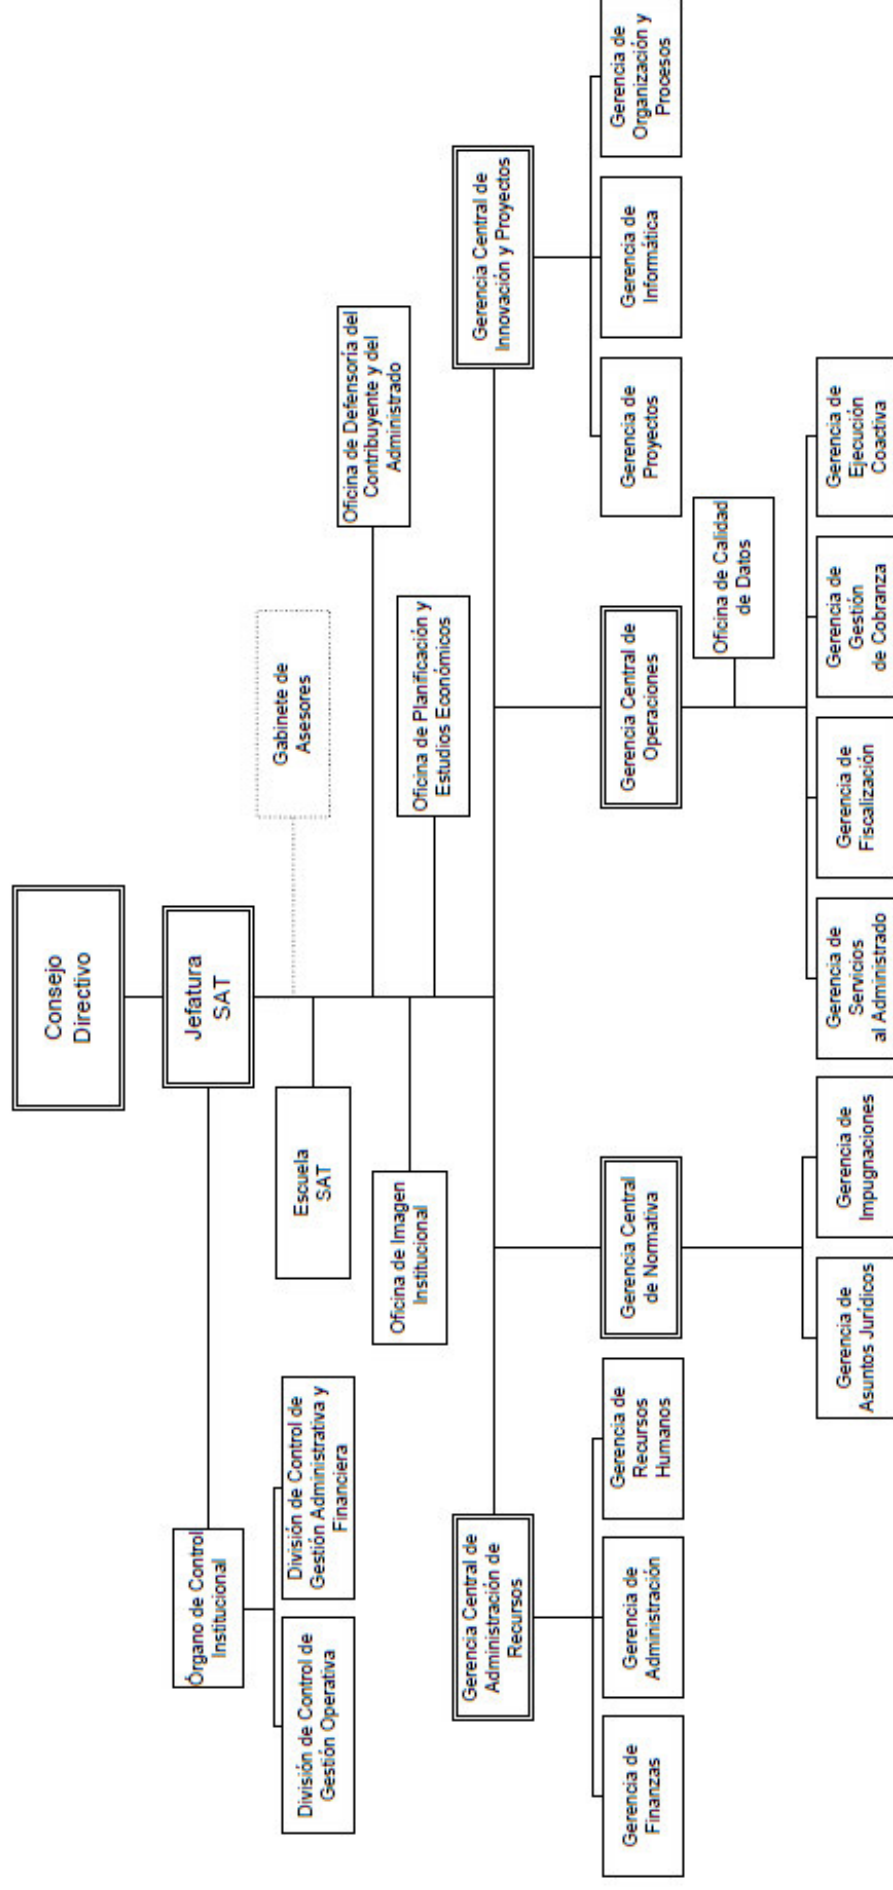 Consejo
Directivo
Jefatura
SAT
Órgano de Control
Institucional
Gabinete de
Asesores
Escuela
SAT
División de Control de
Gestión Operativa
División de Control de
Gestión Administrativa y
Financiera
Oficina de Defensoría del
Contribuyente y del
Administrado
Oficina de Imagen
Institucional
Oficina de Planificación y
Estudios Económicos
Gerencia Central de
Administración de
Recursos
Gerencia Central de
Innovación y Proyectos
Gerencia de
Finanzas
Gerencia de
Administración
Gerencia de
Recursos
Humanos
Gerencia Central
de Normativa
Gerencia Central de
Operaciones
Gerencia de
Proyectos
Gerencia de
Informática
Gerencia de
Organización y
Procesos
Oficina de Calidad
de Datos
Gerencia de
Asuntos Jurídicos
Gerencia de
Impugnaciones
Gerencia de
Servicios
al Administrado
Gerencia de
Fiscalización
Gerencia de
Gestión
de Cobranza
Gerencia de
Ejecución
Coactiva